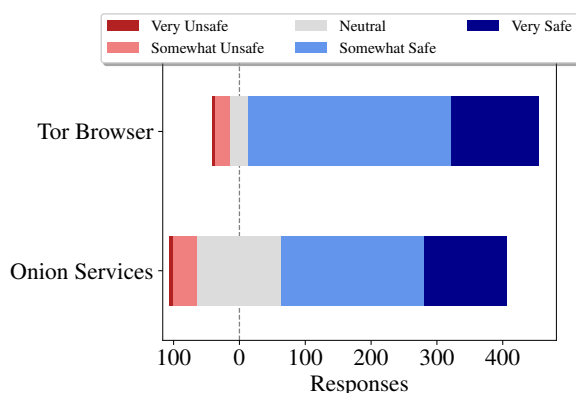 Very Unsafe Neutral Very Safe
Somewhat Unsafe Somewhat Safe
Tor Browser
Onion Services
100 0 100 200 300 400
Responses